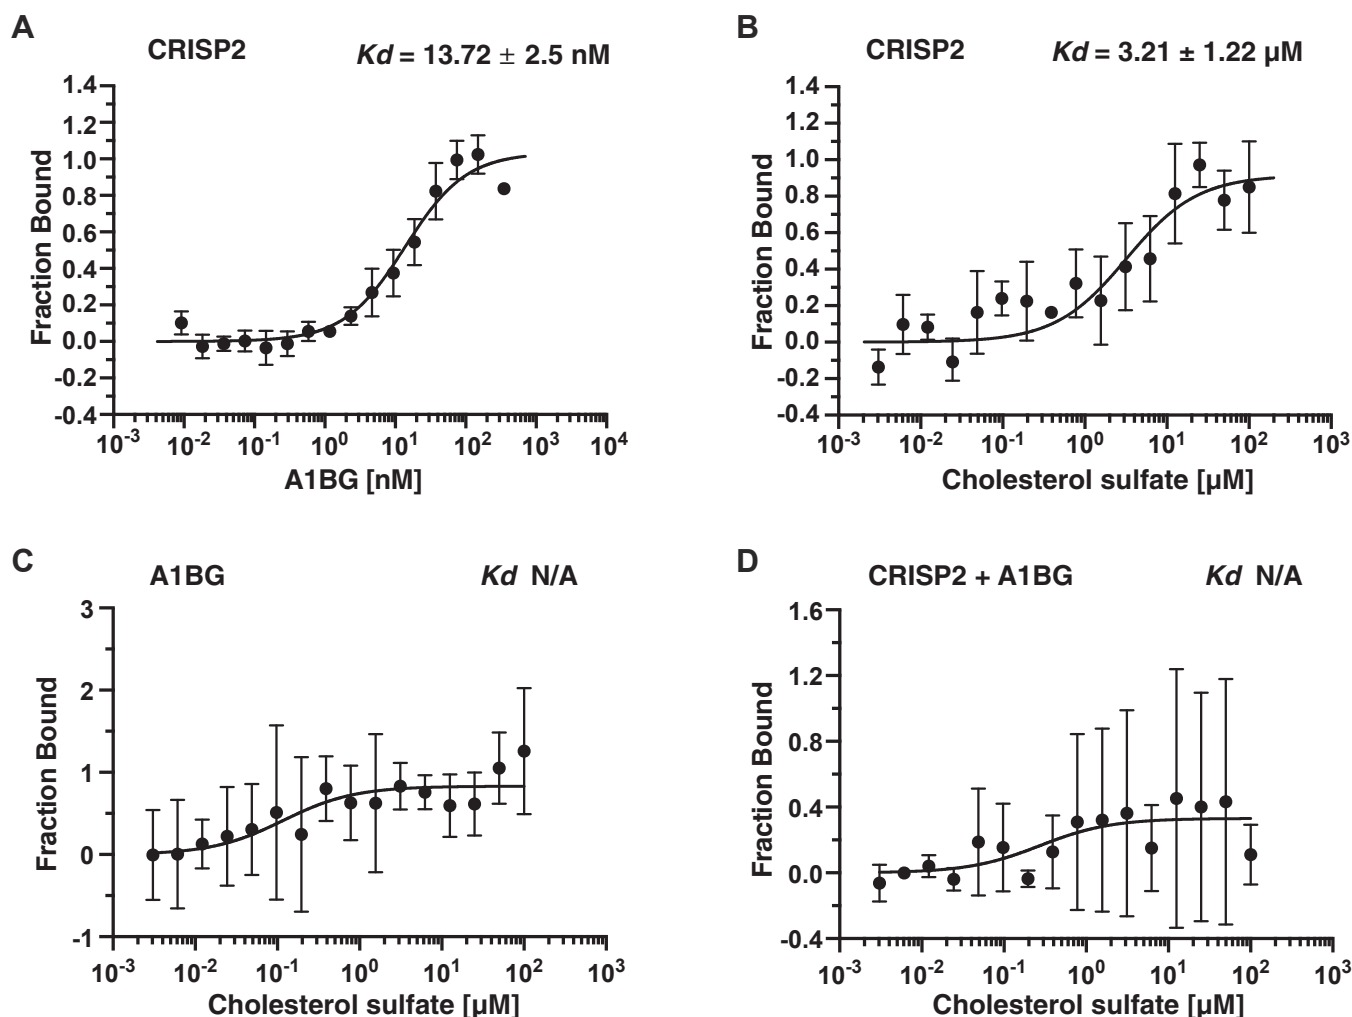 A
CRISP2
Kd = 13.72 ± 2.5 nM
1.4
1.2
1.0
0.8
0.6
0.4
0.2
0.0
-0.2
-0.4
Fraction Bound
10⁻³ 10⁻² 10⁻¹ 10⁰ 10¹ 10² 10³ 10⁴
A1BG [nM]
B
CRISP2
Kd = 3.21 ± 1.22 µM
1.4
1.2
1.0
0.8
0.6
0.4
0.2
0.0
-0.2
-0.4
Fraction Bound
10⁻³ 10⁻² 10⁻¹ 10⁰ 10¹ 10² 10³
Cholesterol sulfate [µM]
C
A1BG
Kd N/A
3
2
1
0
-1
Fraction Bound
10⁻³ 10⁻² 10⁻¹ 10⁰ 10¹ 10² 10³
Cholesterol sulfate [µM]
D
CRISP2 + A1BG
Kd N/A
1.6
1.2
0.8
0.4
0.0
-0.4
Fraction Bound
10⁻³ 10⁻² 10⁻¹ 10⁰ 10¹ 10² 10³
Cholesterol sulfate [µM]